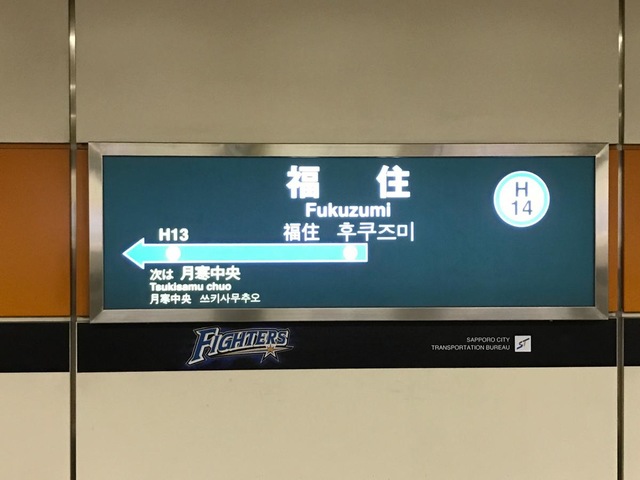 福 住
Fukuzumi
福住 후쿠즈미
H
14
H13
次は 月寒中央
Tsukisamu chuo
月寒中央 쓰키사무추오
FIGHTERS
SAPPORO CITY
TRANSPORTATION BUREAU
ST